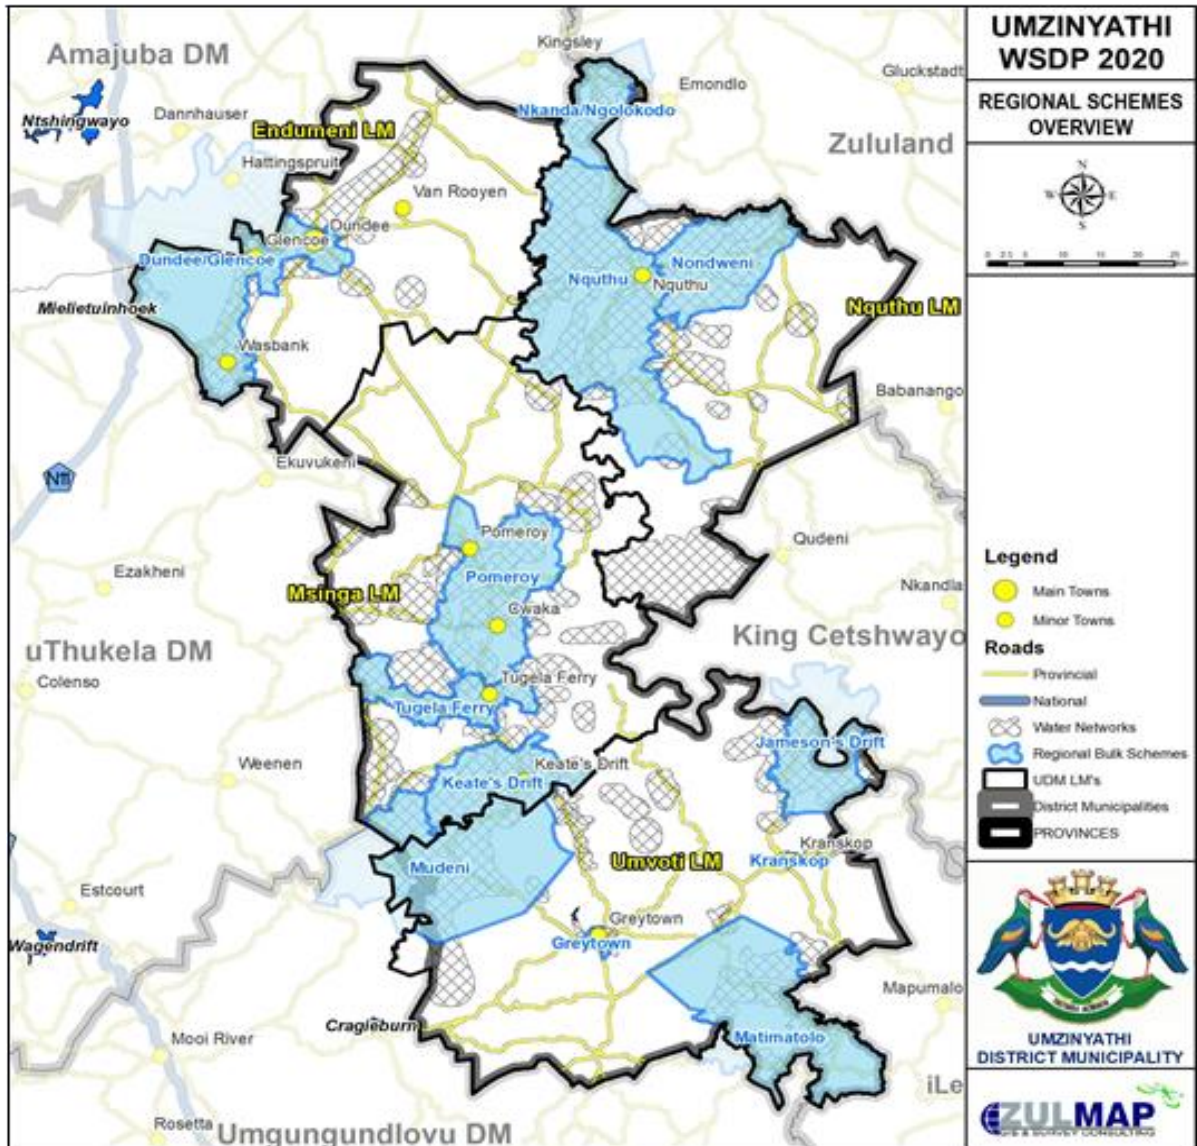 UMZINYATHI
WSDP 2020
REGIONAL SCHEMES
OVERVIEW
N
W
E
S
Amajuba DM
Kingsley
Emondlo
Gluckstadt
Ntshingwayo
Dannhauser
Nkanda/Ngolokodo
Endumeni LM
Zululand
Hattingspruit
Van Rooyen
Dundee
Glencoe
Dundee/Glencoe
Nondweni
Nquthu
Nquthu
Mielietuinhoek
Nquthu LM
Wasbank
Babanango
Ekuvukeni
N11
Pomeroy
Qudeni
Ezakheni
Pomeroy
Nkandla
Msinga LM
Cwaka
King Cetshwayo
uThukela DM
Colenso
Tugela Ferry
Tugela Ferry
Jameson's Drift
Weenen
Keate's Drift
Keate's Drift
Kranskop
Kranskop
Mudeni
Umvoti LM
Estcourt
Greytown
Greytown
Wagendrift
Mapumalo
Cragieburn
Mooi River
Matimatolo
iLe
Rosetta
Umgungundlovu DM
Legend
Main Towns
Minor Towns
Roads
Provincial
National
Water Networks
Regional Bulk Schemes
UDM LM's
District Municipalities
PROVINCES
UMZINYATHI
DISTRICT MUNICIPALITY
ZULMAP